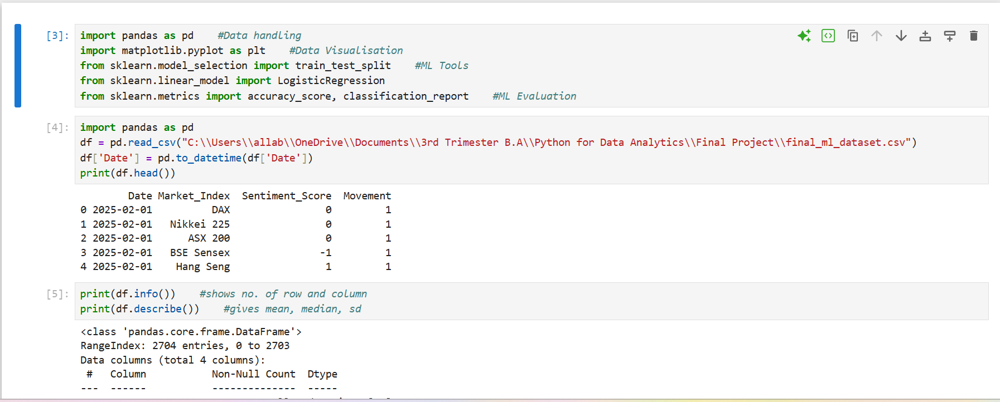 [3]: import pandas as pd    #Data handling
import matplotlib.pyplot as plt    #Data Visualisation
from sklearn.model_selection import train_test_split    #ML Tools
from sklearn.linear_model import LogisticRegression
from sklearn.metrics import accuracy_score, classification_report    #ML Evaluation
[4]: import pandas as pd
df = pd.read_csv("C:\\Users\\allab\\OneDrive\\Documents\\3rd Trimester B.A\\Python for Data Analytics\\Final Project\\final_ml_dataset.csv")
df['Date'] = pd.to_datetime(df['Date'])
print(df.head())
        Date Market_Index  Sentiment_Score  Movement
0 2025-02-01          DAX                0         1
1 2025-02-01   Nikkei 225                0         1
2 2025-02-01      ASX 200                0         1
3 2025-02-01   BSE Sensex               -1         1
4 2025-02-01    Hang Seng                1         1
[5]: print(df.info())    #shows no. of row and column
print(df.describe())    #gives mean, median, sd
<class 'pandas.core.frame.DataFrame'>
RangeIndex: 2704 entries, 0 to 2703
Data columns (total 4 columns):
 #   Column           Non-Null Count  Dtype
---  ------           --------------  -----